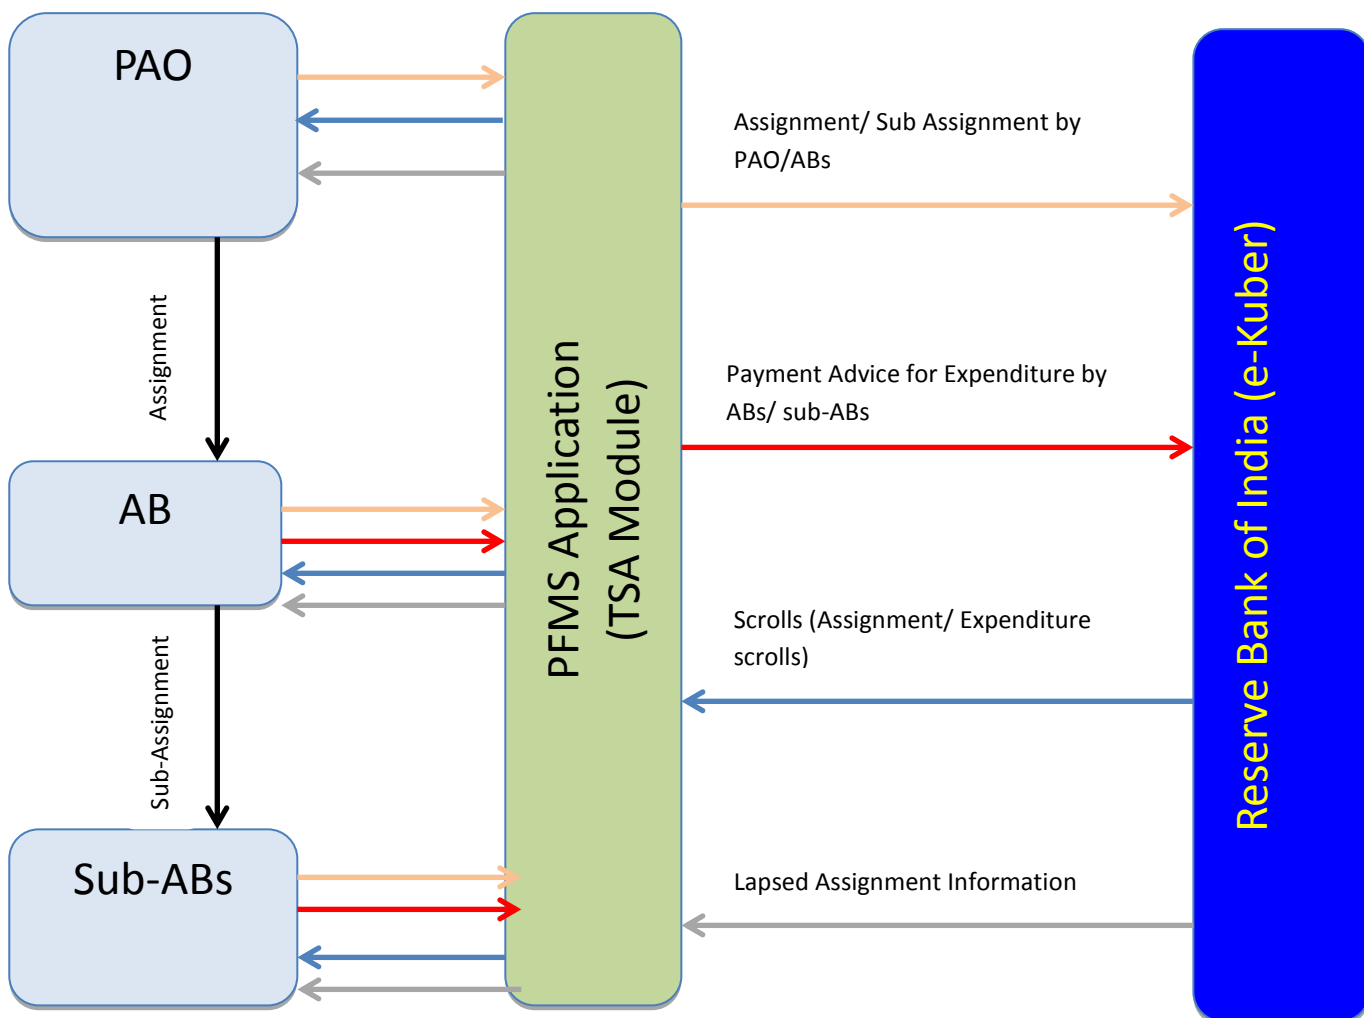 PAO
Assignment
AB
Sub-Assignment
Sub-ABs
PFMS Application
(TSA Module)
Assignment/ Sub Assignment by
PAO/ABs
Payment Advice for Expenditure by
ABs/ sub-ABs
Scrolls (Assignment/ Expenditure
scrolls)
Lapsed Assignment Information
Reserve Bank of India (e-Kuber)